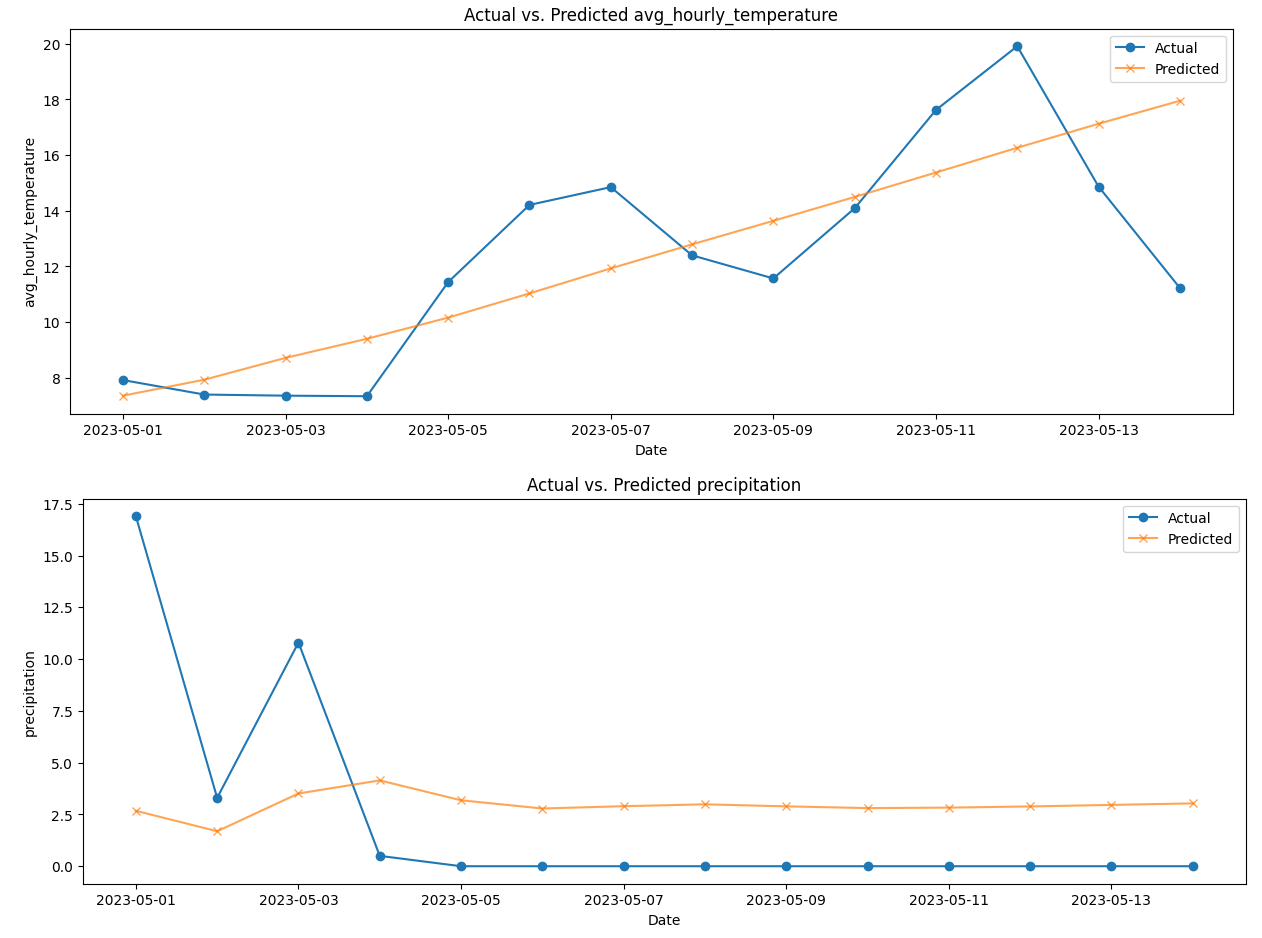 Actual vs. Predicted avg_hourly_temperature
Actual
Predicted
20
18
16
14
12
10
8
avg_hourly_temperature
2023-05-01 2023-05-03 2023-05-05 2023-05-07 2023-05-09 2023-05-11 2023-05-13
Date
Actual vs. Predicted precipitation
Actual
Predicted
17.5
15.0
12.5
10.0
7.5
5.0
2.5
0.0
precipitation
2023-05-01 2023-05-03 2023-05-05 2023-05-07 2023-05-09 2023-05-11 2023-05-13
Date